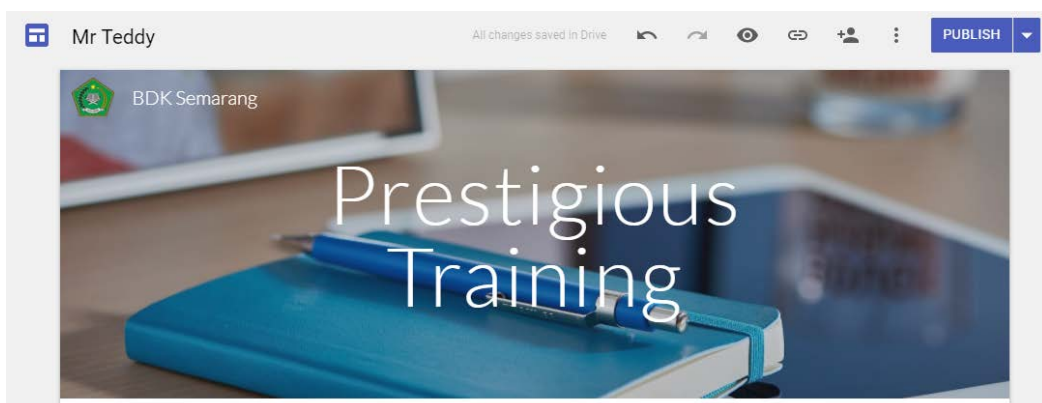 Mr Teddy
All changes saved in Drive
PUBLISH
BDK Semarang
Prestigious
Training